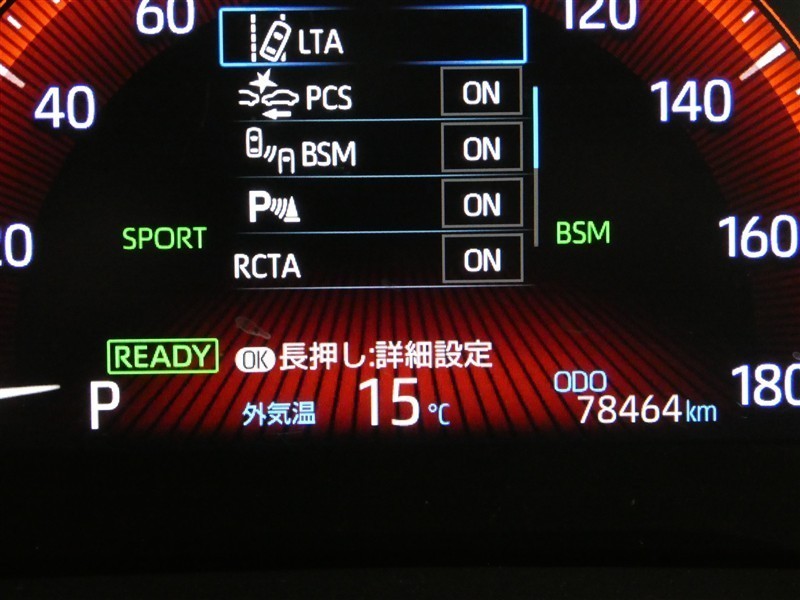 60
120
LTA
40
PCS ON
140
BSM ON
P ON
SPORT
BSM
160
RCTA ON
READY
OK 長押し:詳細設定
P
外気温 15℃
ODO
78464km
180